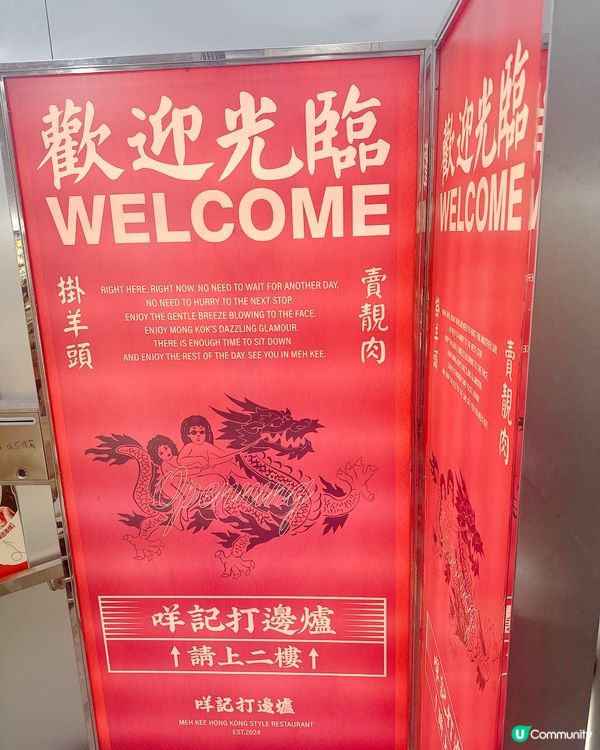 歡迎光臨
WELCOME
掛羊頭
RIGHT HERE, RIGHT NOW. NO NEED TO WAIT FOR ANOTHER DAY,
NO NEED TO HURRY TO THE NEXT STOP.
ENJOY THE GENTLE BREEZE BLOWING TO THE FACE.
ENJOY MONG KOK'S DAZZLING GLAMOUR.
THERE IS ENOUGH TIME TO SIT DOWN
AND ENJOY THE REST OF THE DAY. SEE YOU IN MEH KEE.
賣靚肉
Openning
咩記打邊爐
↑請上二樓↑
咩記打邊爐
MEH KEE HONG KONG STYLE RESTAURANT
EST.2024
歡迎光臨
WELCOME
掛羊頭
賣靚肉
U Community